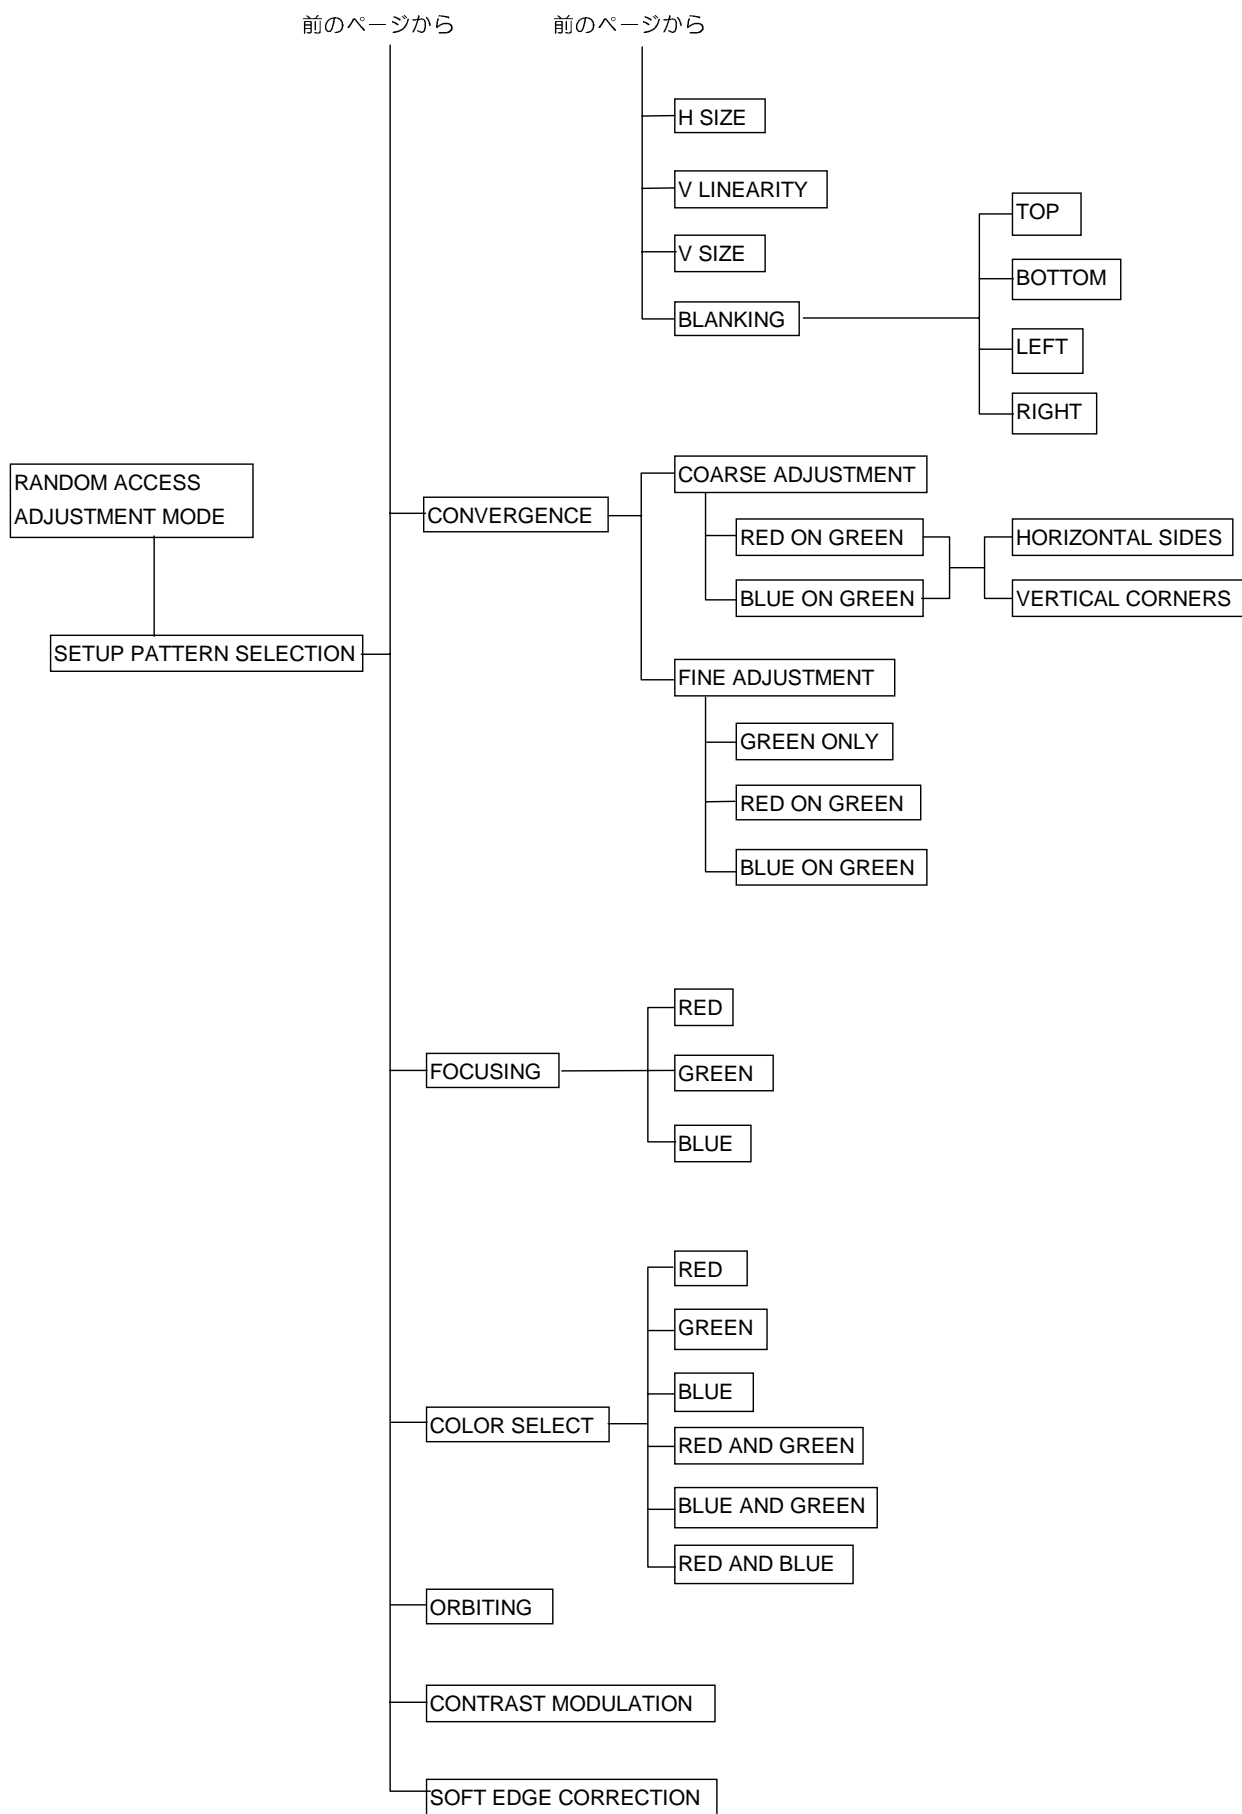 前のページから
前のページから
H SIZE
V LINEARITY
V SIZE
BLANKING
TOP
BOTTOM
LEFT
RIGHT
RANDOM ACCESS
ADJUSTMENT MODE
SETUP PATTERN SELECTION
CONVERGENCE
COARSE ADJUSTMENT
RED ON GREEN
BLUE ON GREEN
HORIZONTAL SIDES
VERTICAL CORNERS
FINE ADJUSTMENT
GREEN ONLY
RED ON GREEN
BLUE ON GREEN
FOCUSING
RED
GREEN
BLUE
COLOR SELECT
RED
GREEN
BLUE
RED AND GREEN
BLUE AND GREEN
RED AND BLUE
ORBITING
CONTRAST MODULATION
SOFT EDGE CORRECTION